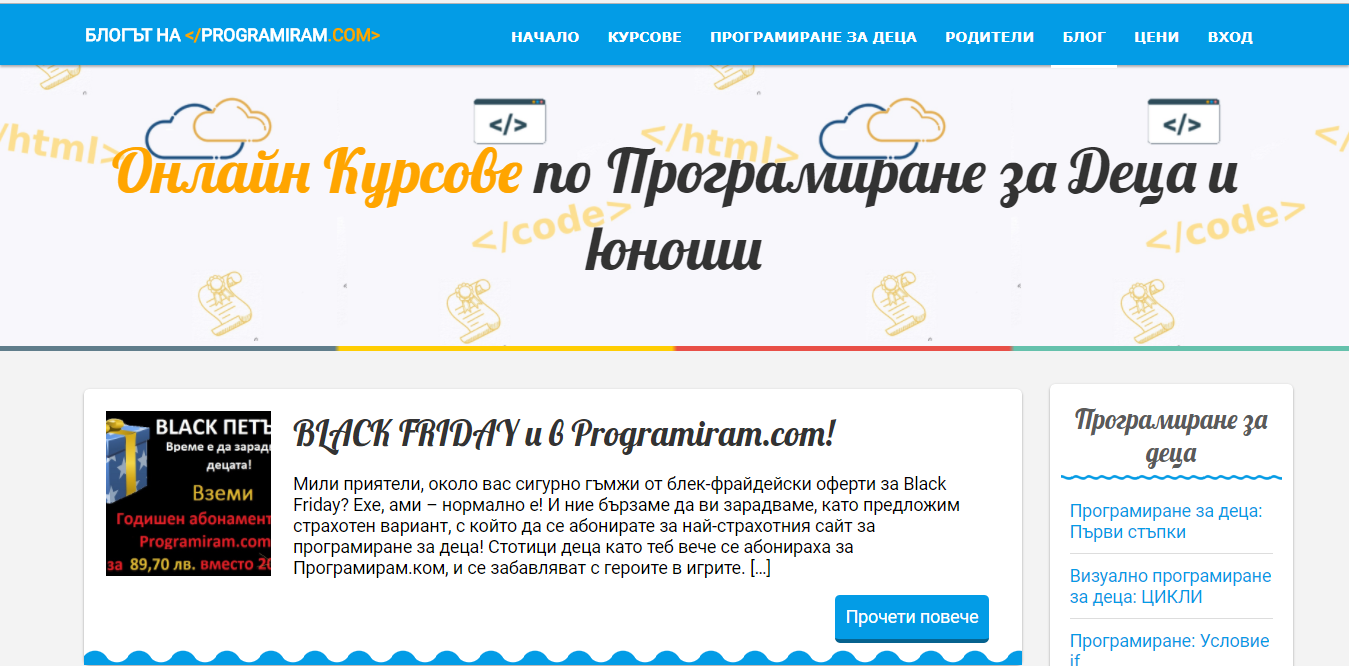 БЛОГЪТ НА </PROGRAMIRAM.COM>
НАЧАЛО КУРСОВЕ ПРОГРАМИРАНЕ ЗА ДЕЦА РОДИТЕЛИ БЛОГ ЦЕНИ ВХОД
</html>
</>
</html>
</>
Онлайн Курсове по Програмиране за Деца и
Юноши
</code>
</code>
BLACK ПЕТЪ
Време е да зарад
децата!
Вземи
Годишен абонамент
Programiram.com
за 89,70 лв. вместо
BLACK FRIDAY и в Programiram.com!
Мили приятели, около вас сигурно гъмжи от блек-фрайдейски оферти за Black
Friday? Ехе, ами – нормално е! И ние бързаме да ви зарадваме, като предложим
страхотен вариант, с който да се абонирате за най-страхотния сайт за
програмиране за деца! Стотици деца като теб вече се абонираха за
Програмирам.ком, и се забавляват с героите в игрите. […]
Прочети повече
Програмиране за
деца
Програмиране за деца:
Първи стъпки
Визуално програмиране
за деца: ЦИКЛИ
Програмиране: Условие
if